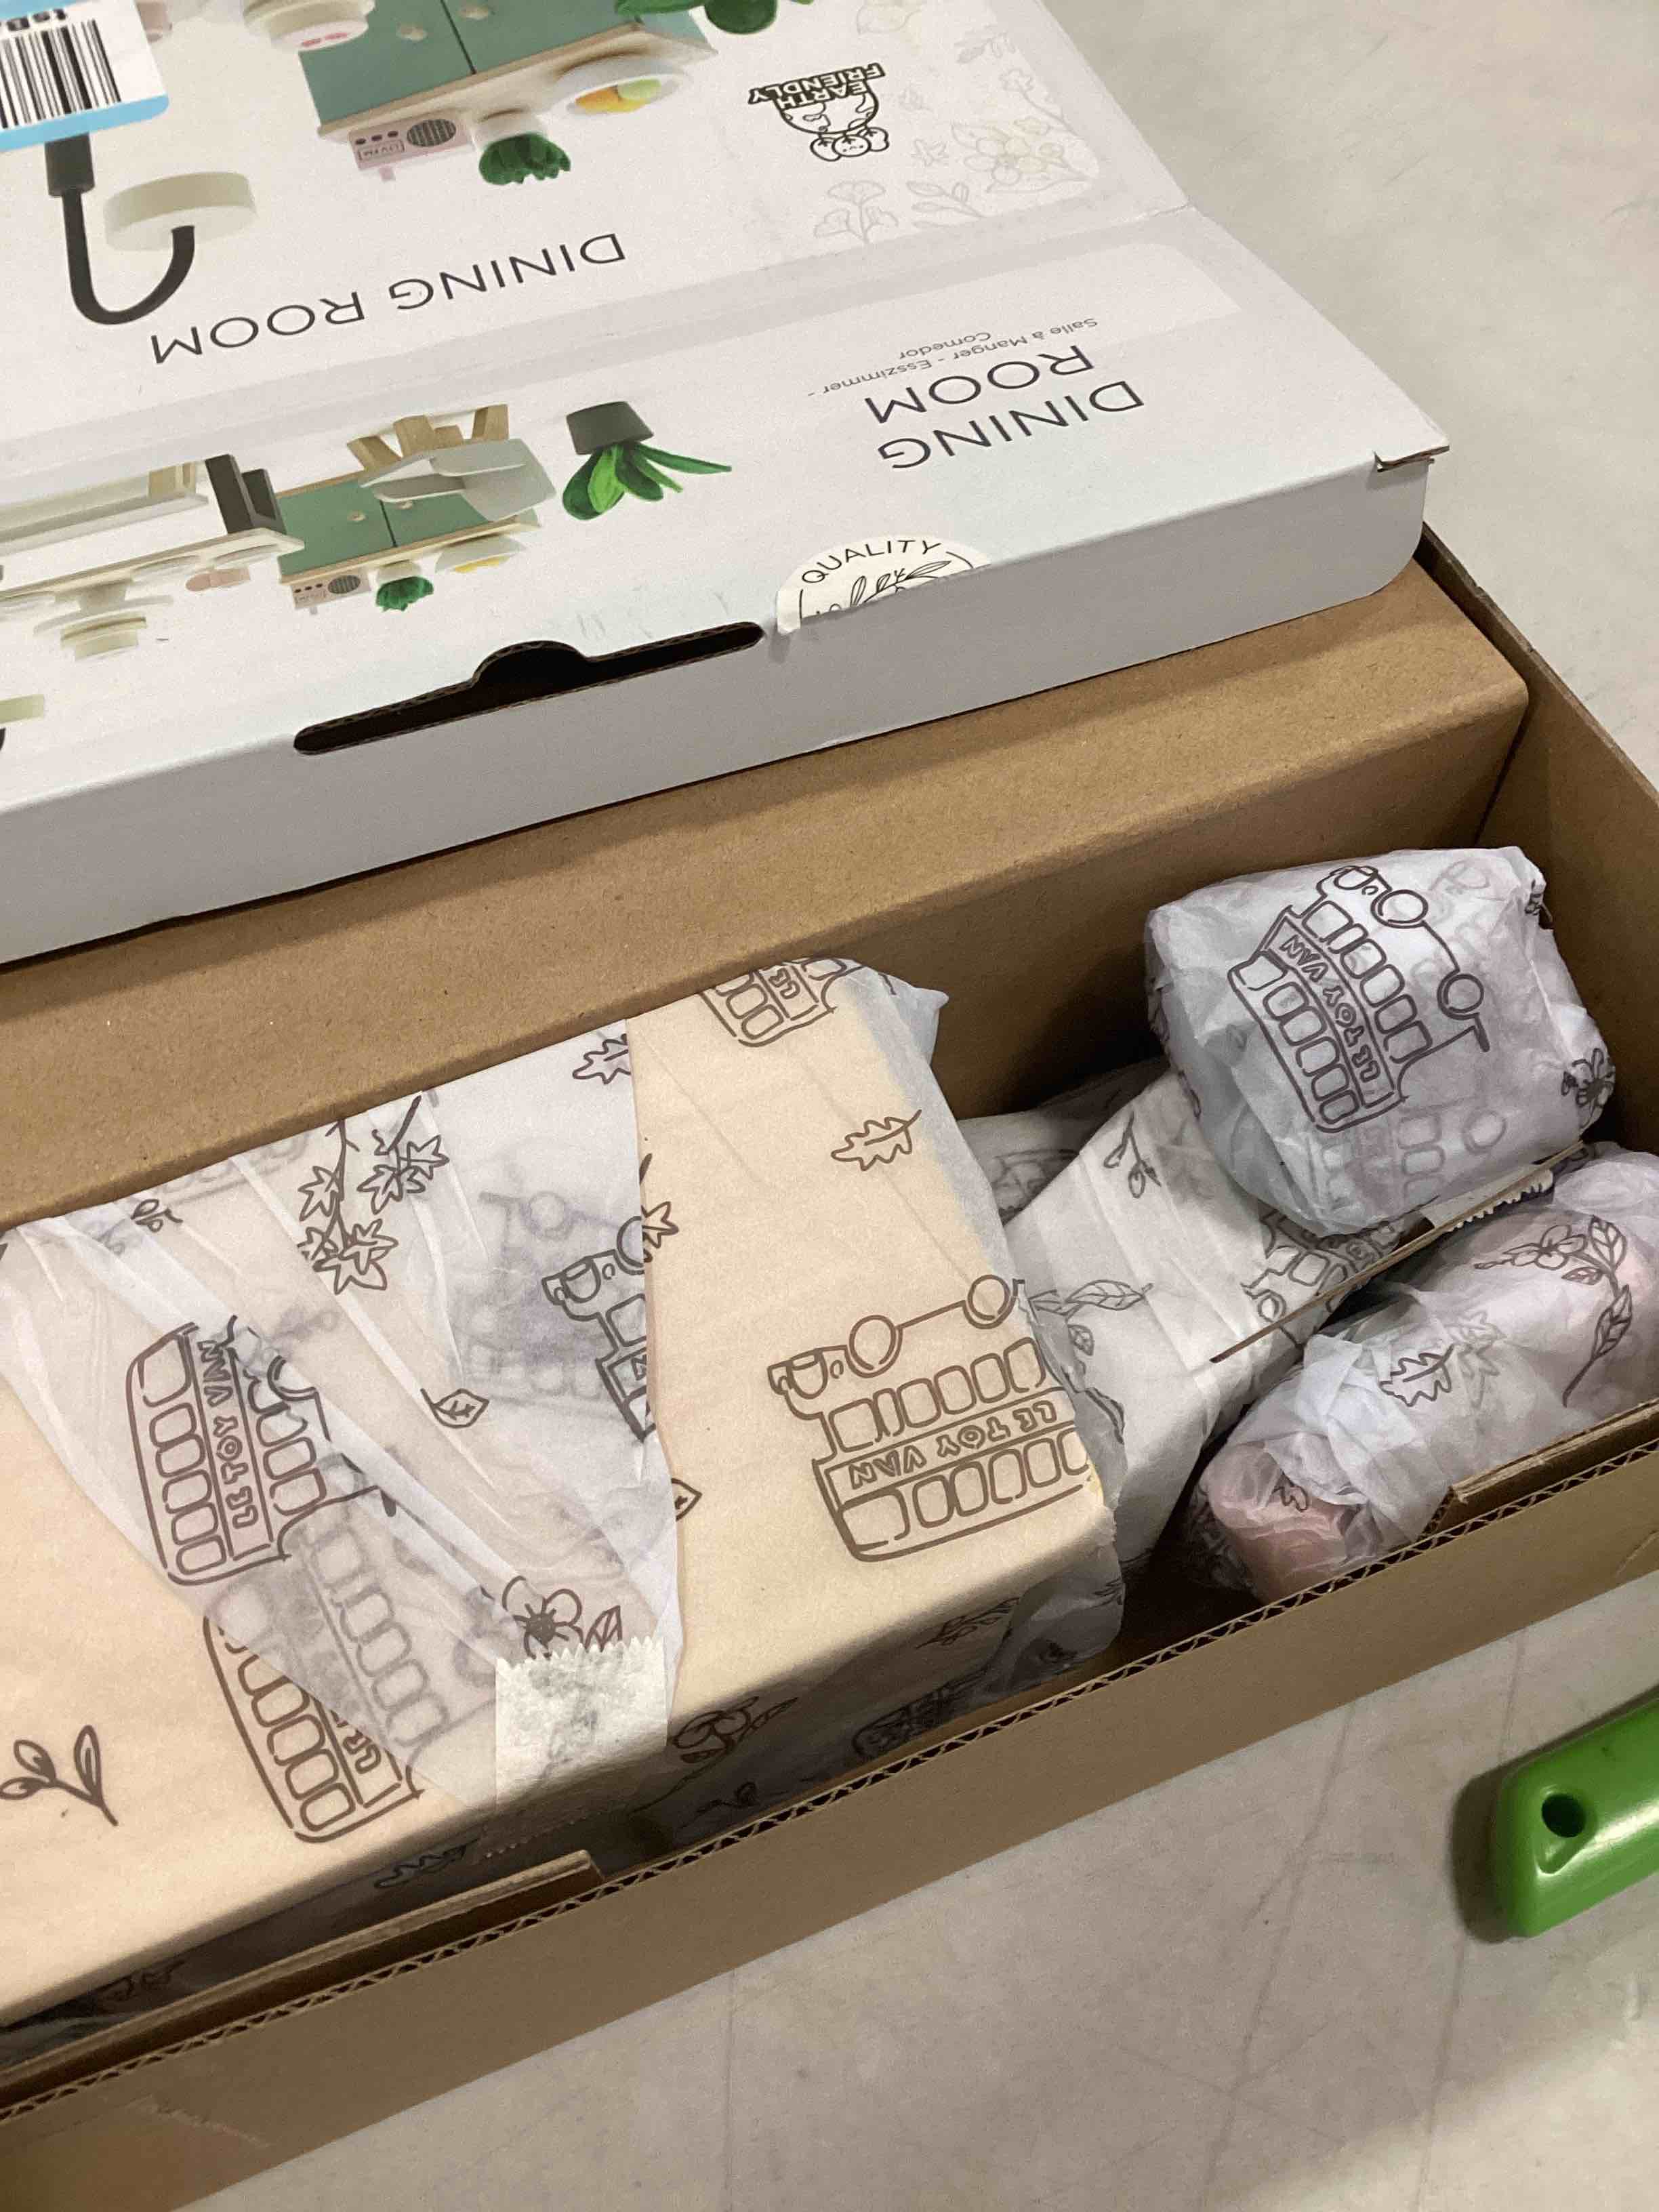 EARTH
FRIENDLY
LTVFM
DINING ROOM
DINING
ROOM
Salle à Manger - Esszimmer -
Comedor
QUALITY
LE TOY VAN
LE TOY VAN
LE TOY VAN